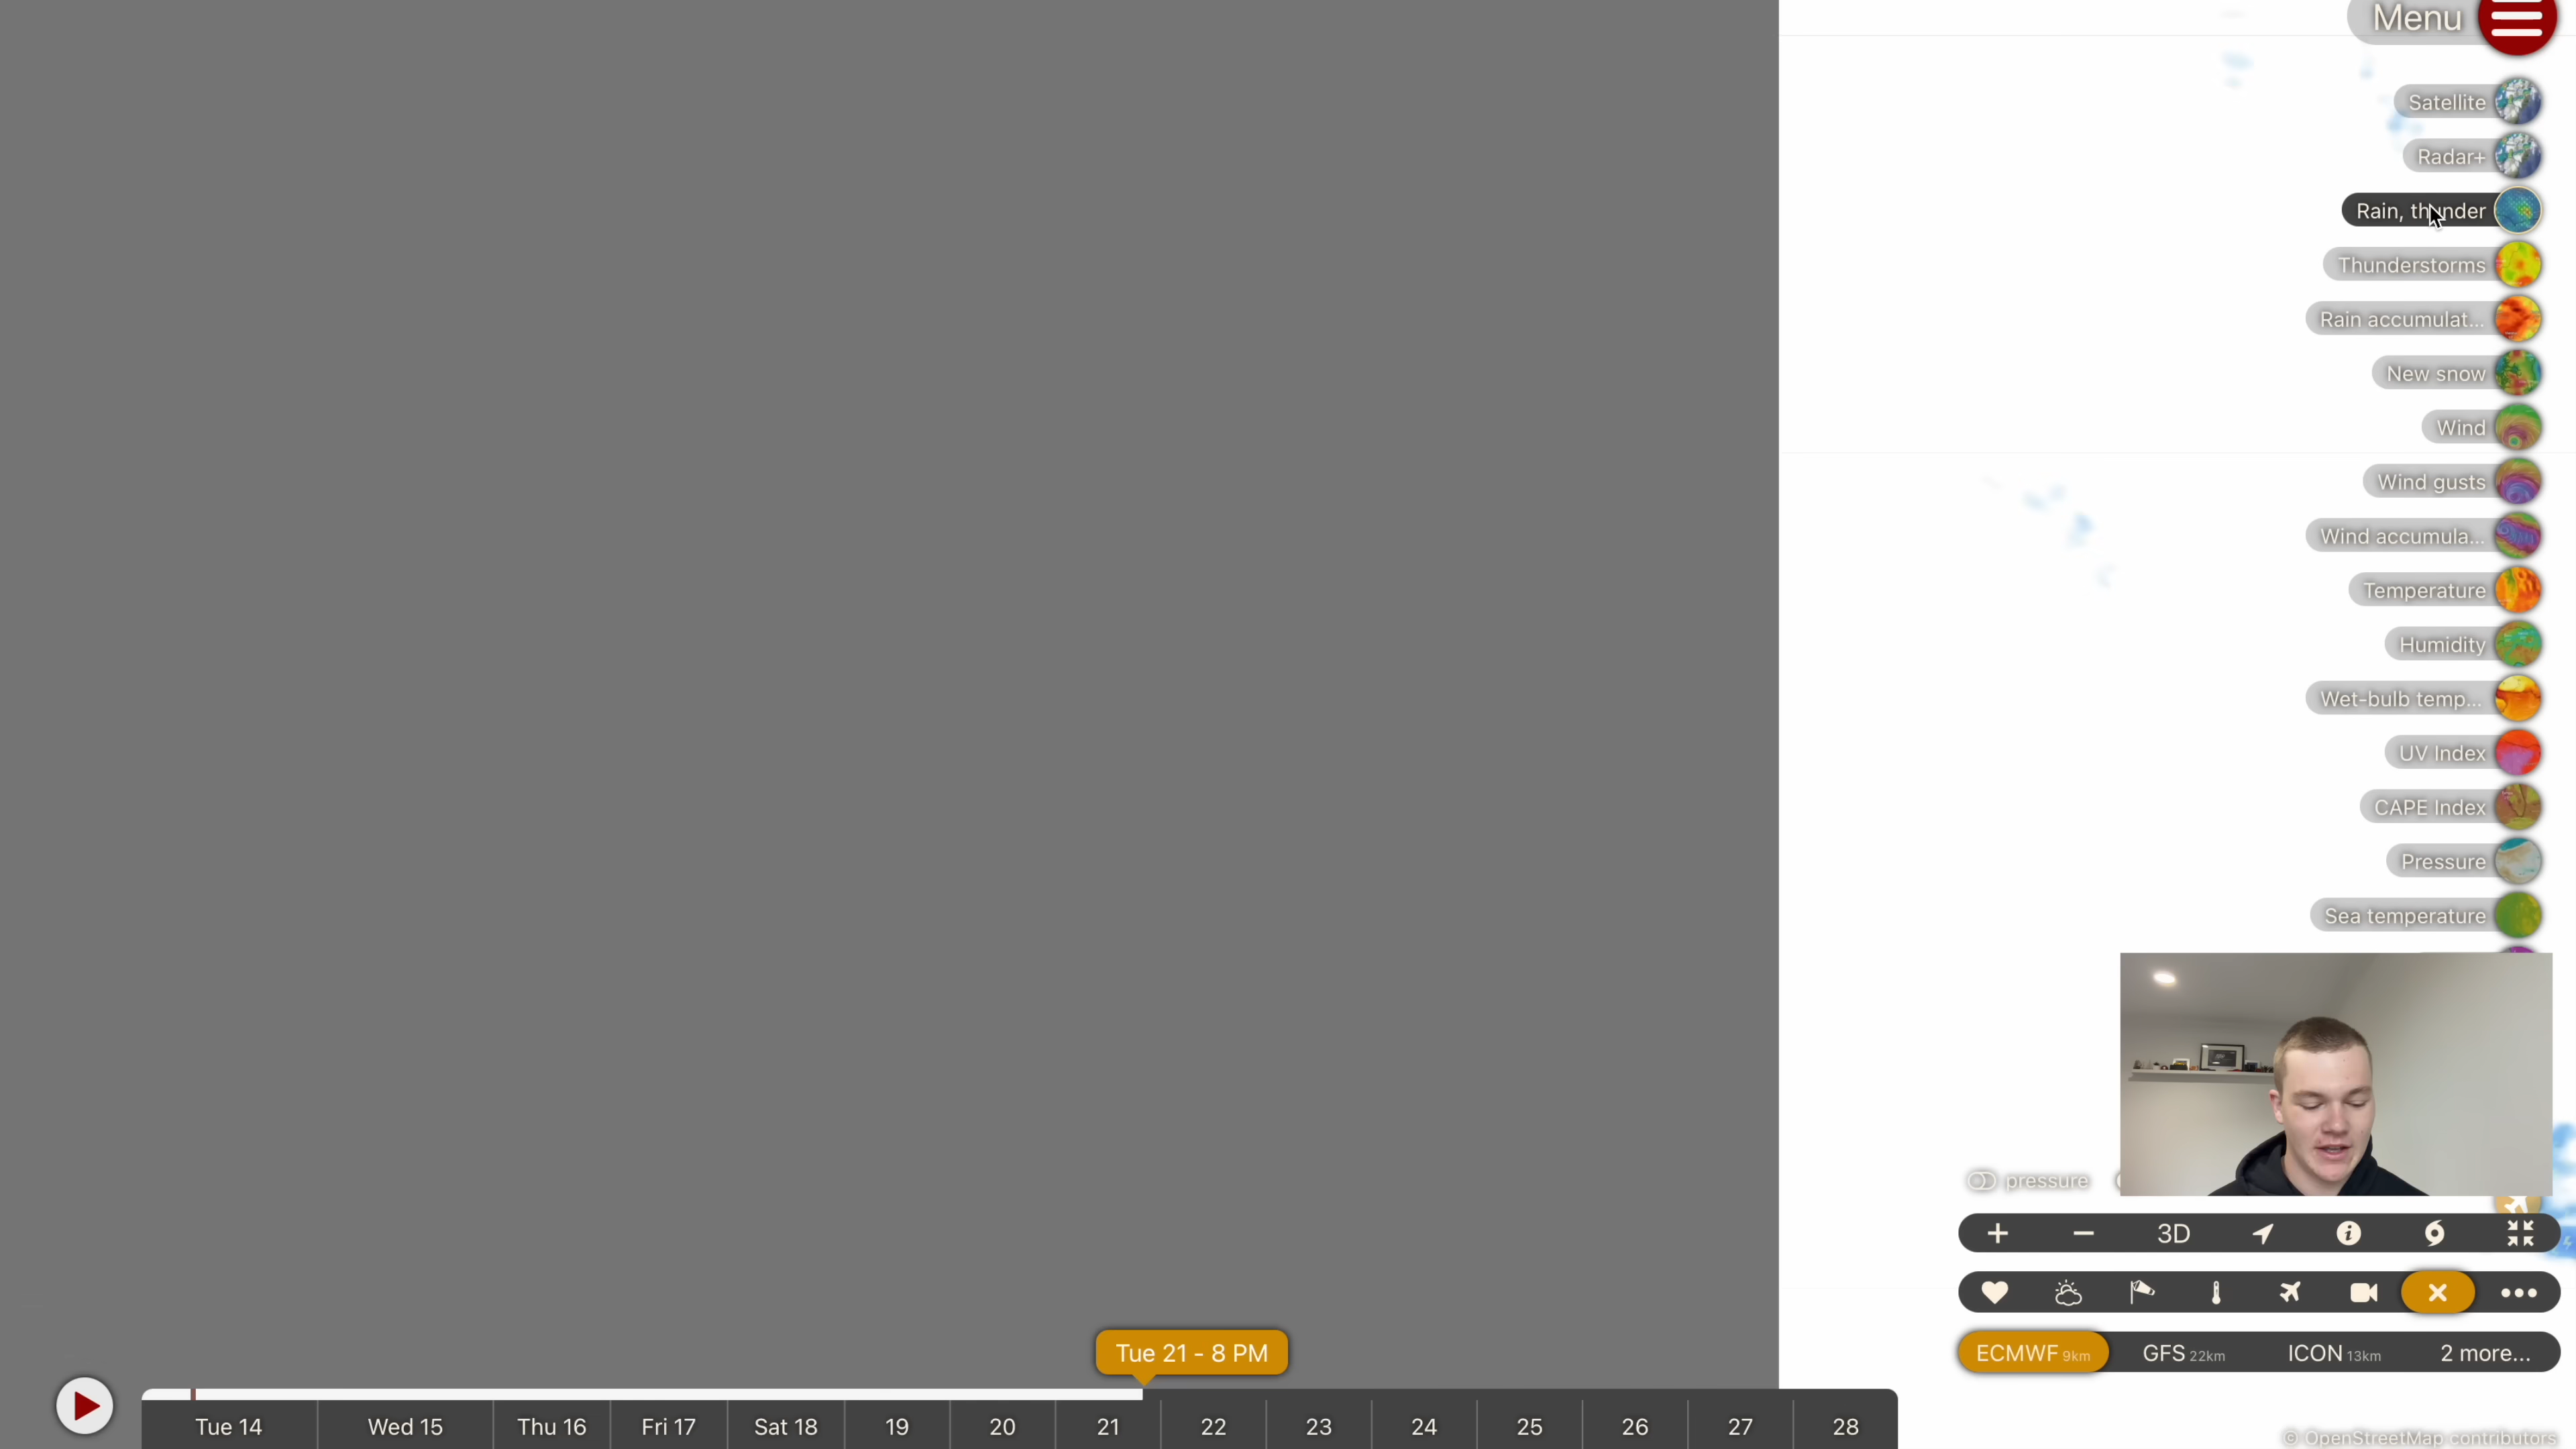 Menu
Satellite
Radar+
Rain, thunder
Thunderstorms
Rain accumulat...
New snow
Wind
Wind gusts
Wind accumula...
Temperature
Humidity
Wet-bulb temp...
UV Index
CAPE Index
Pressure
Sea temperature
pressure
+ − 3D
ECMWF 9km GFS 22km ICON 13km 2 more...
Tue 21 - 8 PM
Tue 14 Wed 15 Thu 16 Fri 17 Sat 18 19 20 21 22 23 24 25 26 27 28
© OpenStreetMap contributors